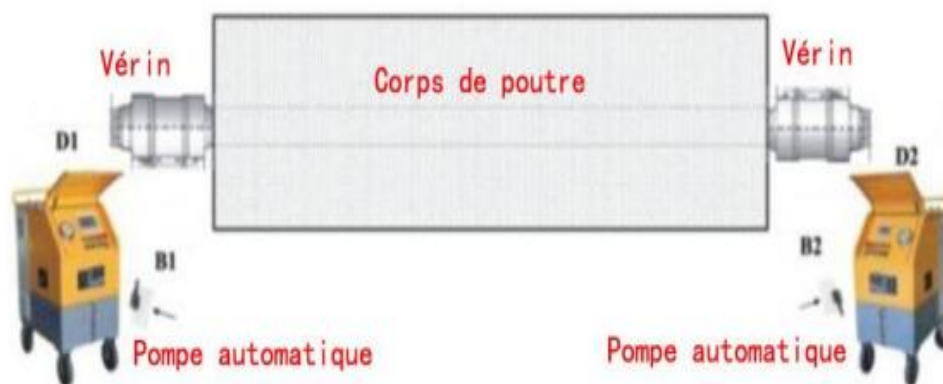 Vérin
Vérin
Corps de poutre
D1
D2
B1
B2
Pompe automatique
Pompe automatique